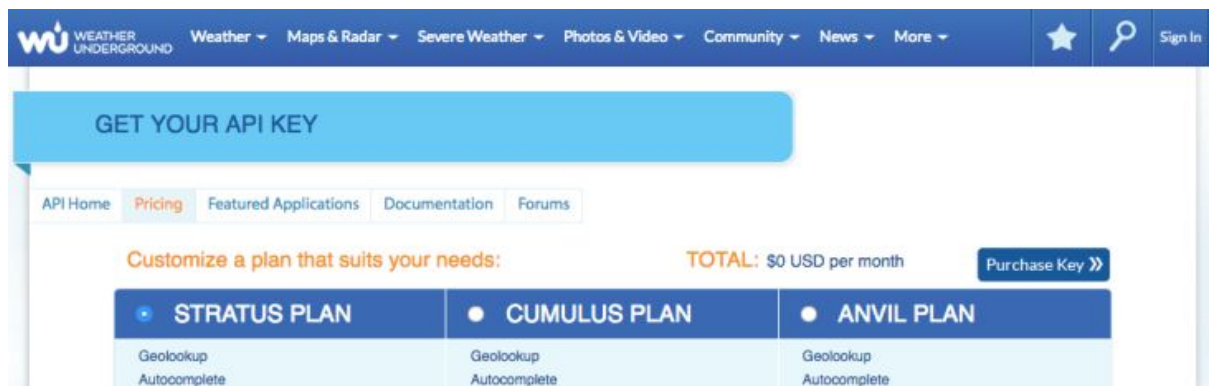 WEATHER UNDERGROUND Weather Maps & Radar Severe Weather Photos & Video Community News More Sign In
GET YOUR API KEY
API Home Pricing Featured Applications Documentation Forums
Customize a plan that suits your needs: TOTAL: $0 USD per month Purchase Key »
STRATUS PLAN CUMULUS PLAN ANVIL PLAN
Geolookup Geolookup Geolookup
Autocomplete Autocomplete Autocomplete